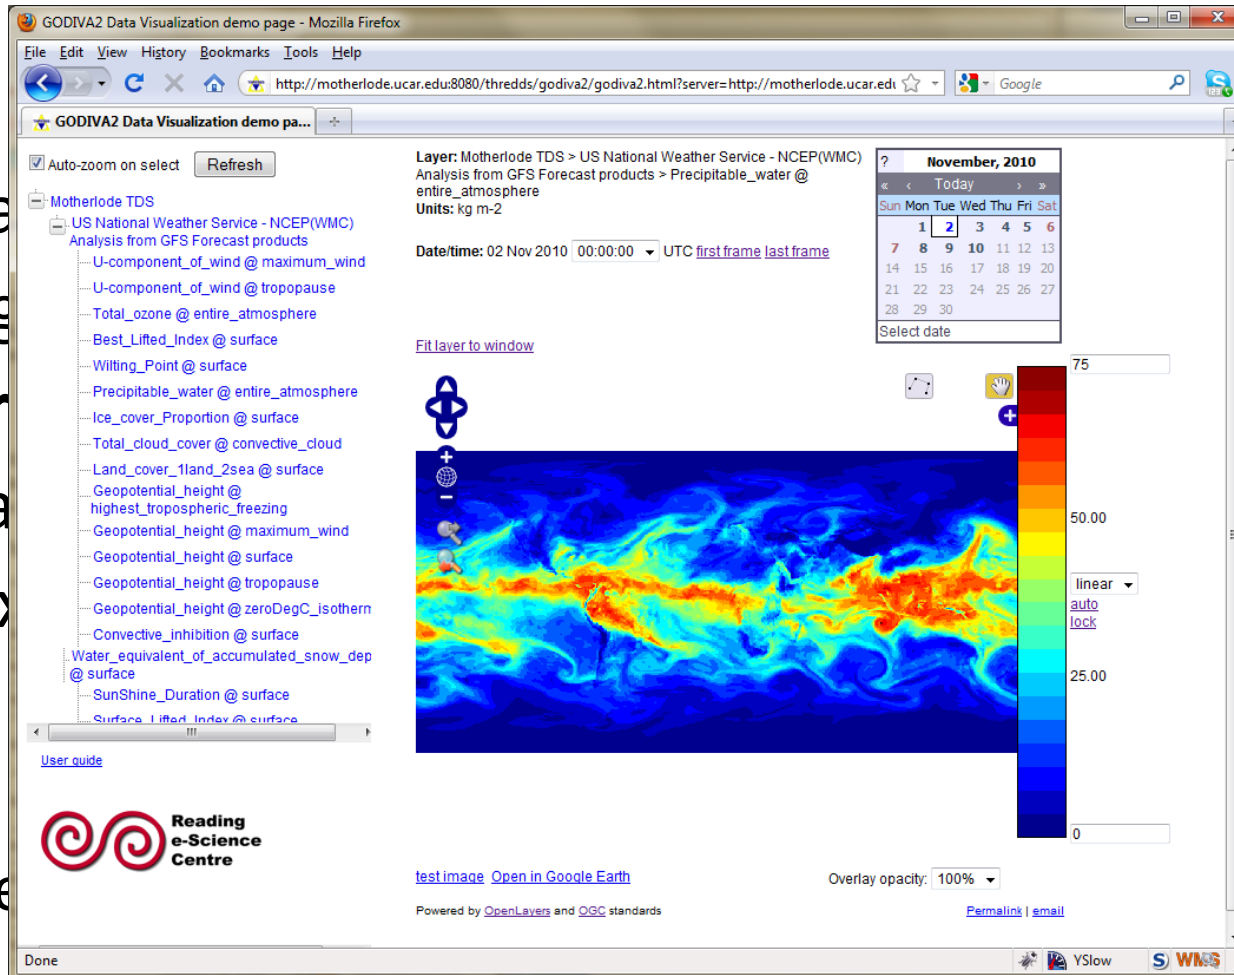 GODIVA2 Data Visualization demo page - Mozilla Firefox
File Edit View History Bookmarks Tools Help
http://motherlode.ucar.edu:8080/thredds/godiva2/godiva2.html?server=http://motherlode.ucar.edu
Google
GODIVA2 Data Visualization demo pa...
Auto-zoom on select Refresh
Motherlode TDS
US National Weather Service - NCEP(WMC)
Analysis from GFS Forecast products
U-component_of_wind @ maximum_wind
U-component_of_wind @ tropopause
Total_ozone @ entire_atmosphere
Best_Lifted_Index @ surface
Wilting_Point @ surface
Precipitable_water @ entire_atmosphere
Ice_cover_Proportion @ surface
Total_cloud_cover @ convective_cloud
Land_cover_1land_2sea @ surface
Geopotential_height @
highest_tropospheric_freezing
Geopotential_height @ maximum_wind
Geopotential_height @ surface
Geopotential_height @ tropopause
Geopotential_height @ zeroDegC_isotherm
Convective_inhibition @ surface
Water_equivalent_of_accumulated_snow_dep
@ surface
SunShine_Duration @ surface
Surface_Lifted_Index @ surface
User guide
Reading
e-Science
Centre
Layer: Motherlode TDS > US National Weather Service - NCEP(WMC)
Analysis from GFS Forecast products > Precipitable_water @
entire_atmosphere
Units: kg m-2
Date/time: 02 Nov 2010 00:00:00 UTC first frame last frame
? November, 2010
« ‹ Today › »
Sun Mon Tue Wed Thu Fri Sat
1 2 3 4 5 6
7 8 9 10 11 12 13
14 15 16 17 18 19 20
21 22 23 24 25 26 27
28 29 30
Select date
Fit layer to window
75
50.00
linear
auto
lock
25.00
0
test image Open in Google Earth
Overlay opacity: 100%
Powered by OpenLayers and OGC standards
Permalink | email
Done
YSlow
WMS